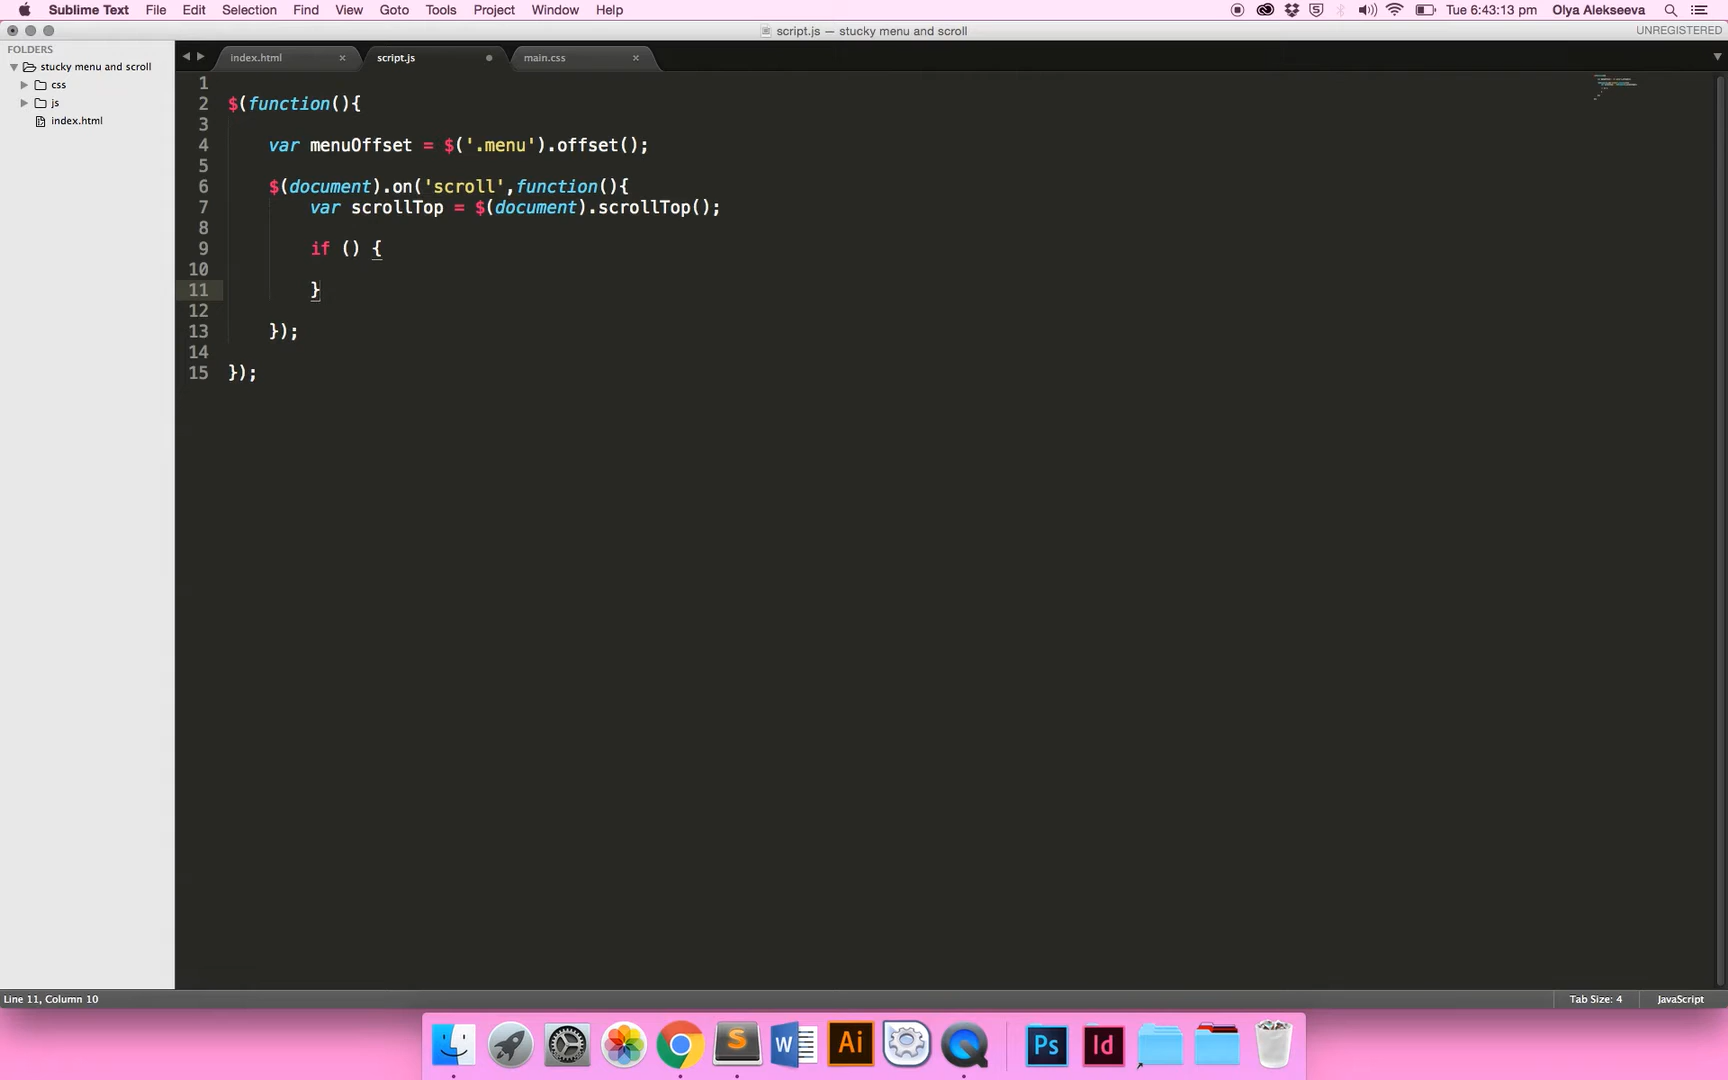 Sublime Text File Edit Selection Find View Goto Tools Project Window Help Tue 6:43:13 pm Olya Alekseeva
script.js — stucky menu and scroll UNREGISTERED
FOLDERS
stucky menu and scroll
css
js
index.html
index.html script.js main.css
1
2 $(function(){
3
4 var menuOffset = $('.menu').offset();
5
6 $(document).on('scroll',function(){
7 var scrollTop = $(document).scrollTop();
8
9 if () {
10
11 }
12
13 });
14
15 });
Line 11, Column 10 Tab Size: 4 JavaScript
S W Ai Ps Id